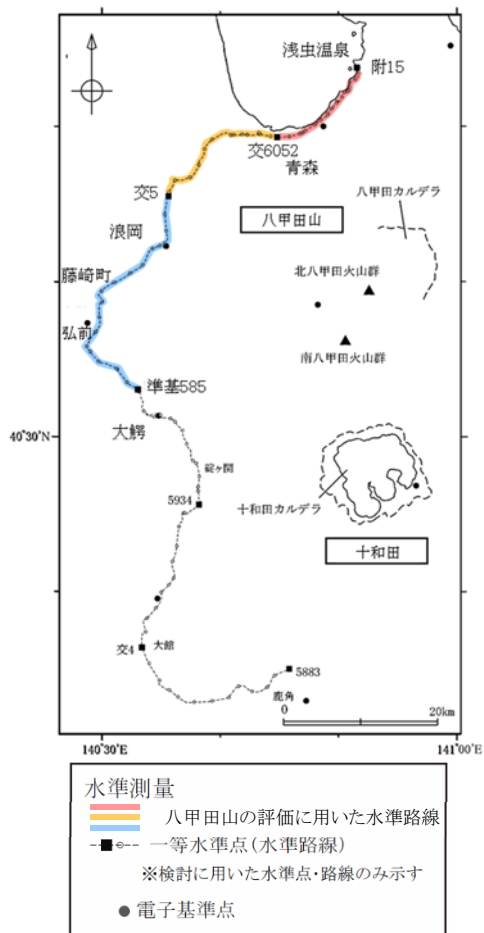 浅虫温泉
附15
交6052
青森
八甲田カルデラ
交5
八甲田山
浪岡
北八甲田火山群
藤崎町
弘前
南八甲田火山群
準基585
40°30′N
大鰐
碇ヶ関
5934
十和田カルデラ
十和田
交4
大館
5883
鹿角
0
20km
140°30′E
141°00′E
水準測量
八甲田山の評価に用いた水準路線
一等水準点(水準路線)
※検討に用いた水準点・路線のみ示す
電子基準点